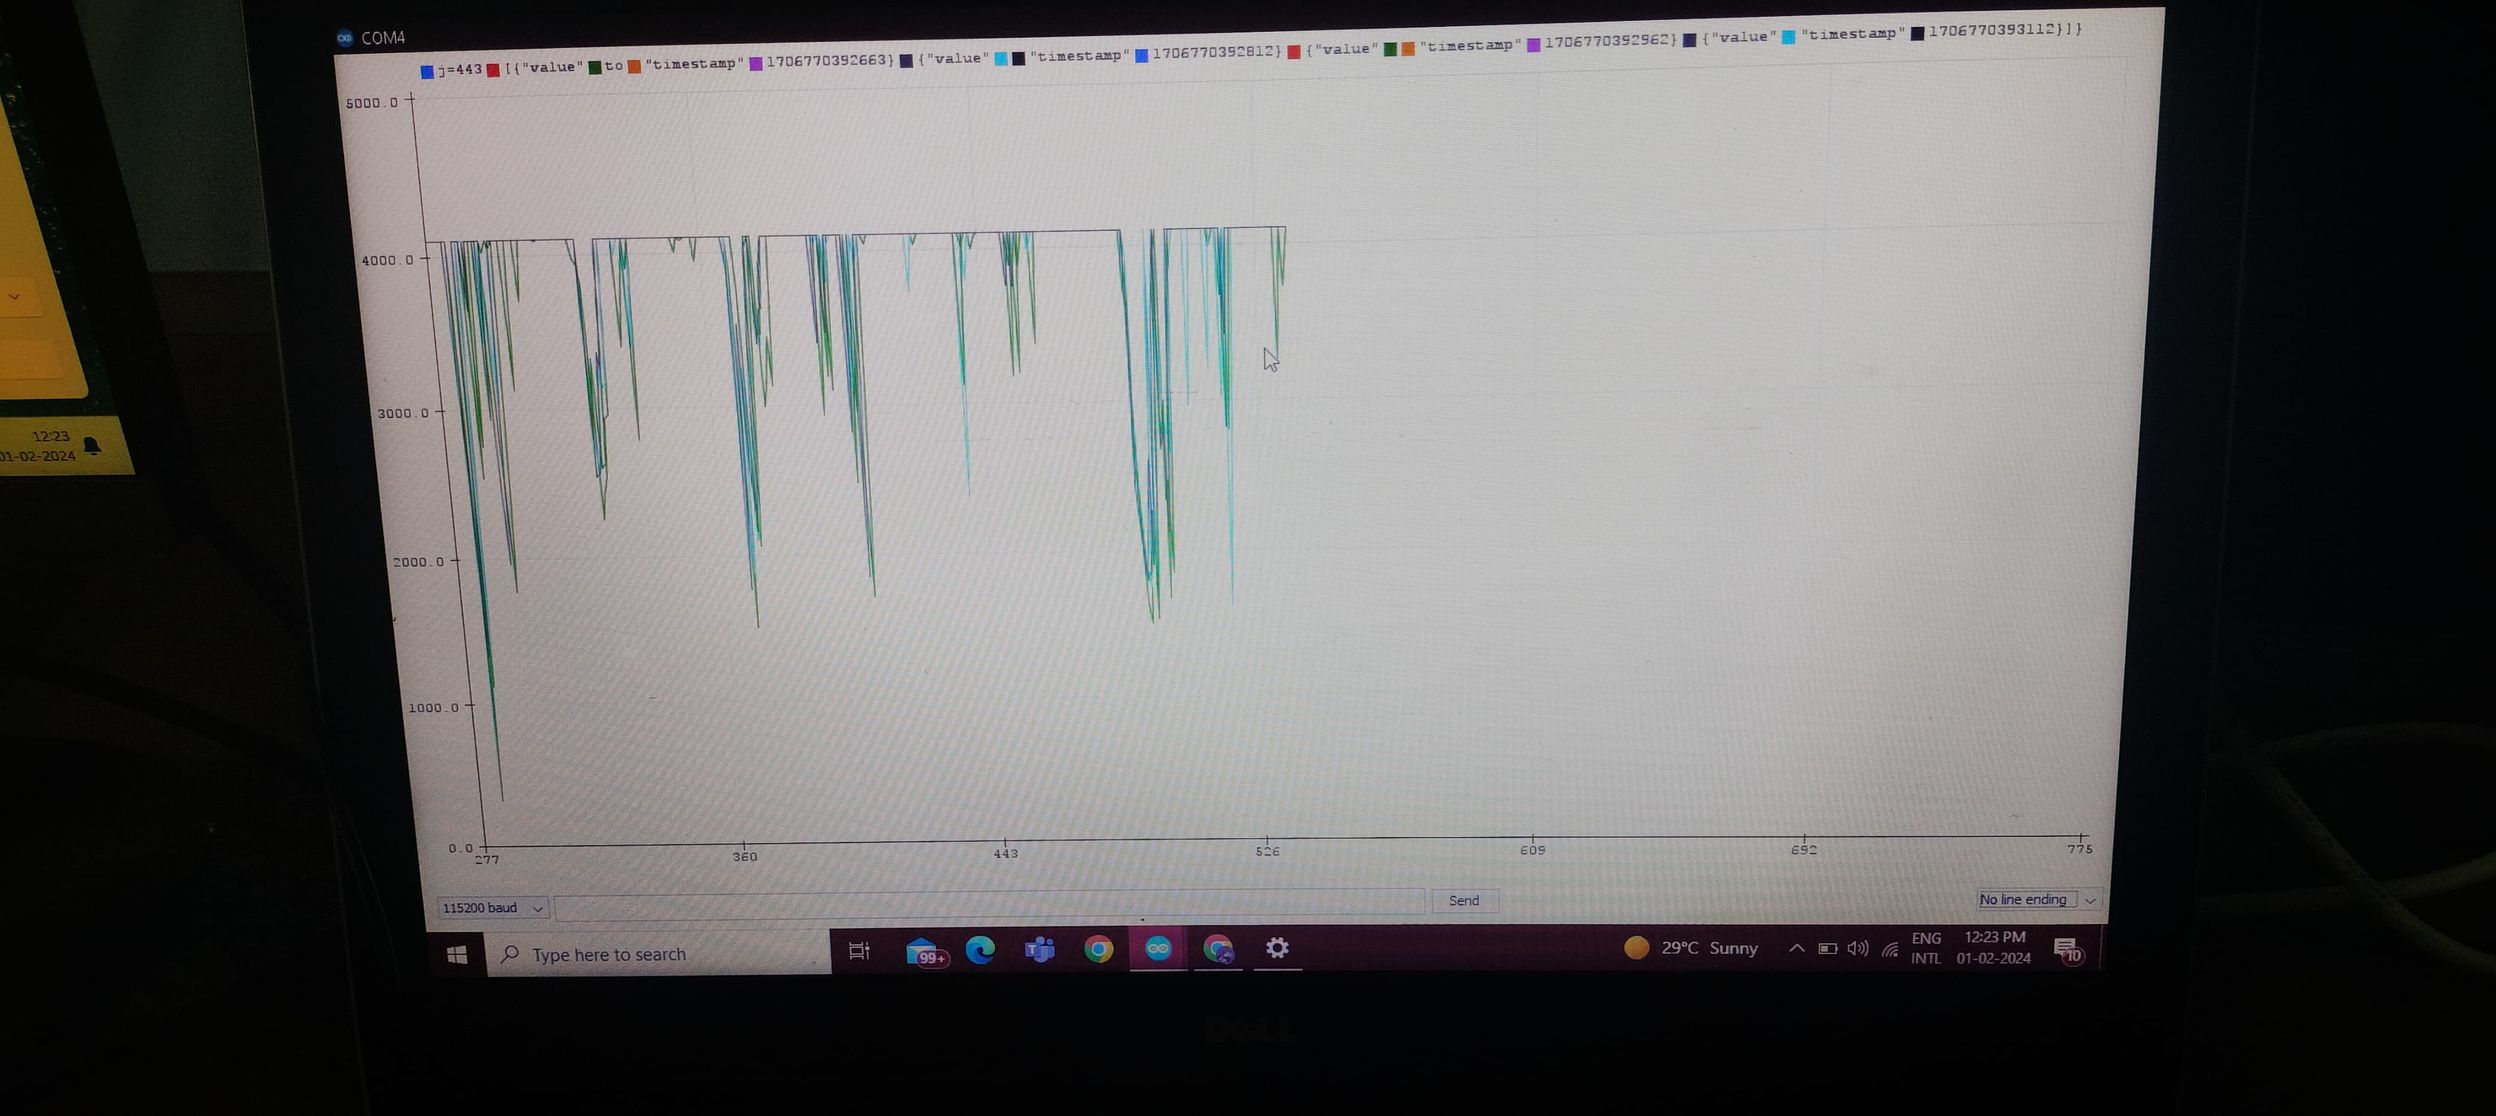 COM4
j=443 [{"value" to "timestamp" 1706770392663} {"value" "timestamp" 1706770392812} {"value" "timestamp" 1706770392962} {"value" "timestamp" 1706770393112}]}
5000.0
4000.0
3000.0
2000.0
1000.0
0.0
277 360 443 526 609 692 775
12:23
01-02-2024
115200 baud Send No line ending
Type here to search 99+ 29°C Sunny ENG 12:23 PM
INTL 01-02-2024 10
DELL